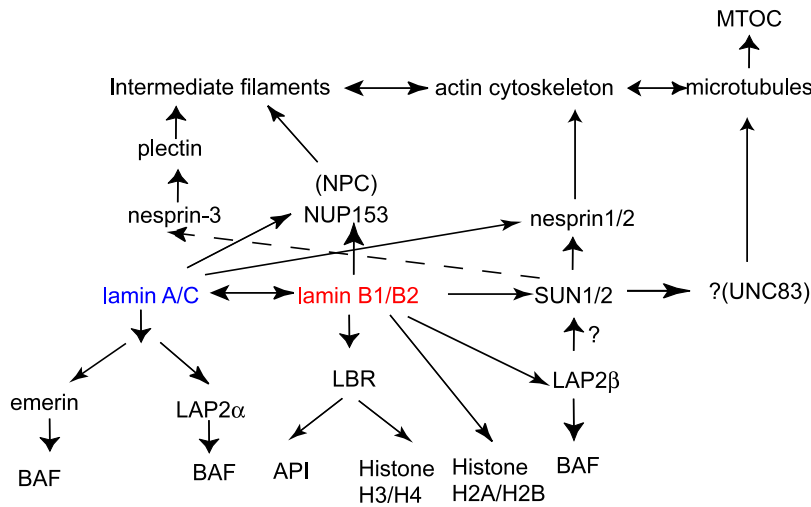 MTOC
Intermediate filaments
actin cytoskeleton
microtubules
plectin
(NPC)
nesprin-3
NUP153
nesprin1/2
lamin A/C
lamin B1/B2
SUN1/2
?(UNC83)
?
LBR
LAP2β
emerin
LAP2α
BAF
BAF
API
Histone
H3/H4
Histone
H2A/H2B
BAF